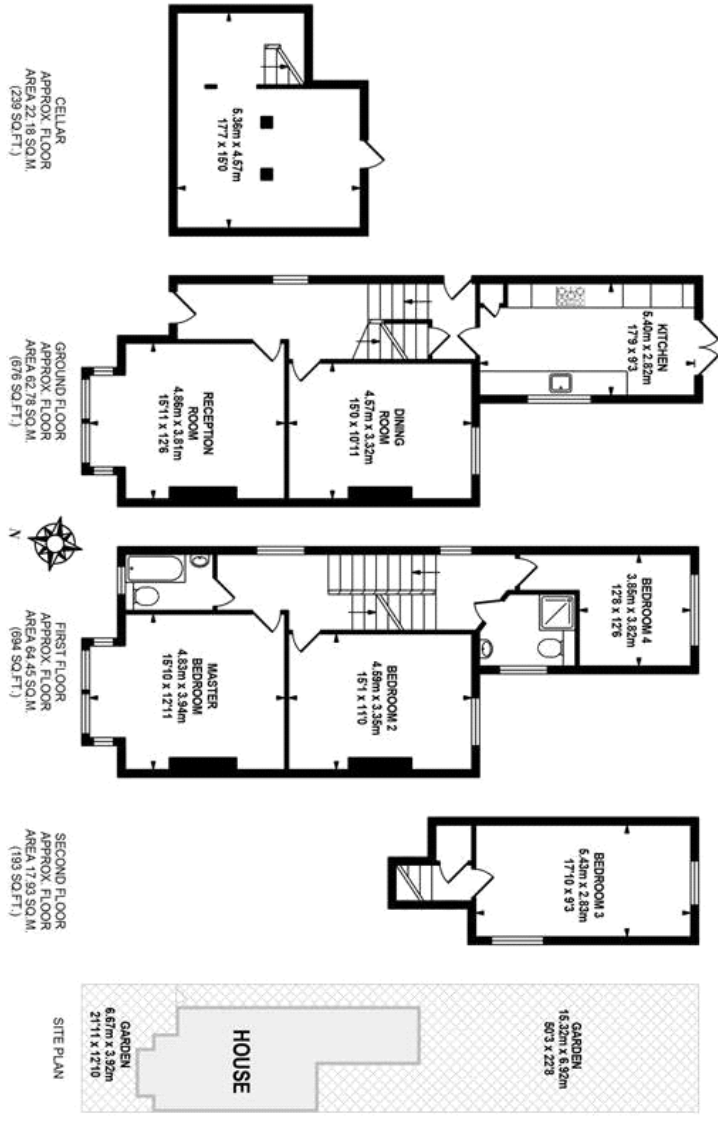 CELLAR
APPROX. FLOOR
AREA 22.18 SQ.M.
(239 SQ.FT.)
5.36m x 4.57m
17'7 x 15'0
GROUND FLOOR
APPROX. FLOOR
AREA 62.78 SQ.M.
(676 SQ.FT.)
KITCHEN
5.40m x 2.82m
17'9 x 9'3
DINING
ROOM
4.57m x 3.32m
15'0 x 10'11
RECEPTION
ROOM
4.86m x 3.81m
15'11 x 12'6
N
FIRST FLOOR
APPROX. FLOOR
AREA 64.45 SQ.M.
(694 SQ.FT.)
BEDROOM 4
3.85m x 3.82m
12'8 x 12'6
BEDROOM 2
4.59m x 3.35m
15'1 x 11'0
MASTER
BEDROOM
4.83m x 3.94m
15'10 x 12'11
SECOND FLOOR
APPROX. FLOOR
AREA 17.93 SQ.M.
(193 SQ.FT.)
BEDROOM 3
5.43m x 2.83m
17'10 x 9'3
SITE PLAN
GARDEN
15.32m x 6.92m
50'3 x 22'8
HOUSE
GARDEN
6.67m x 3.92m
21'11 x 12'10